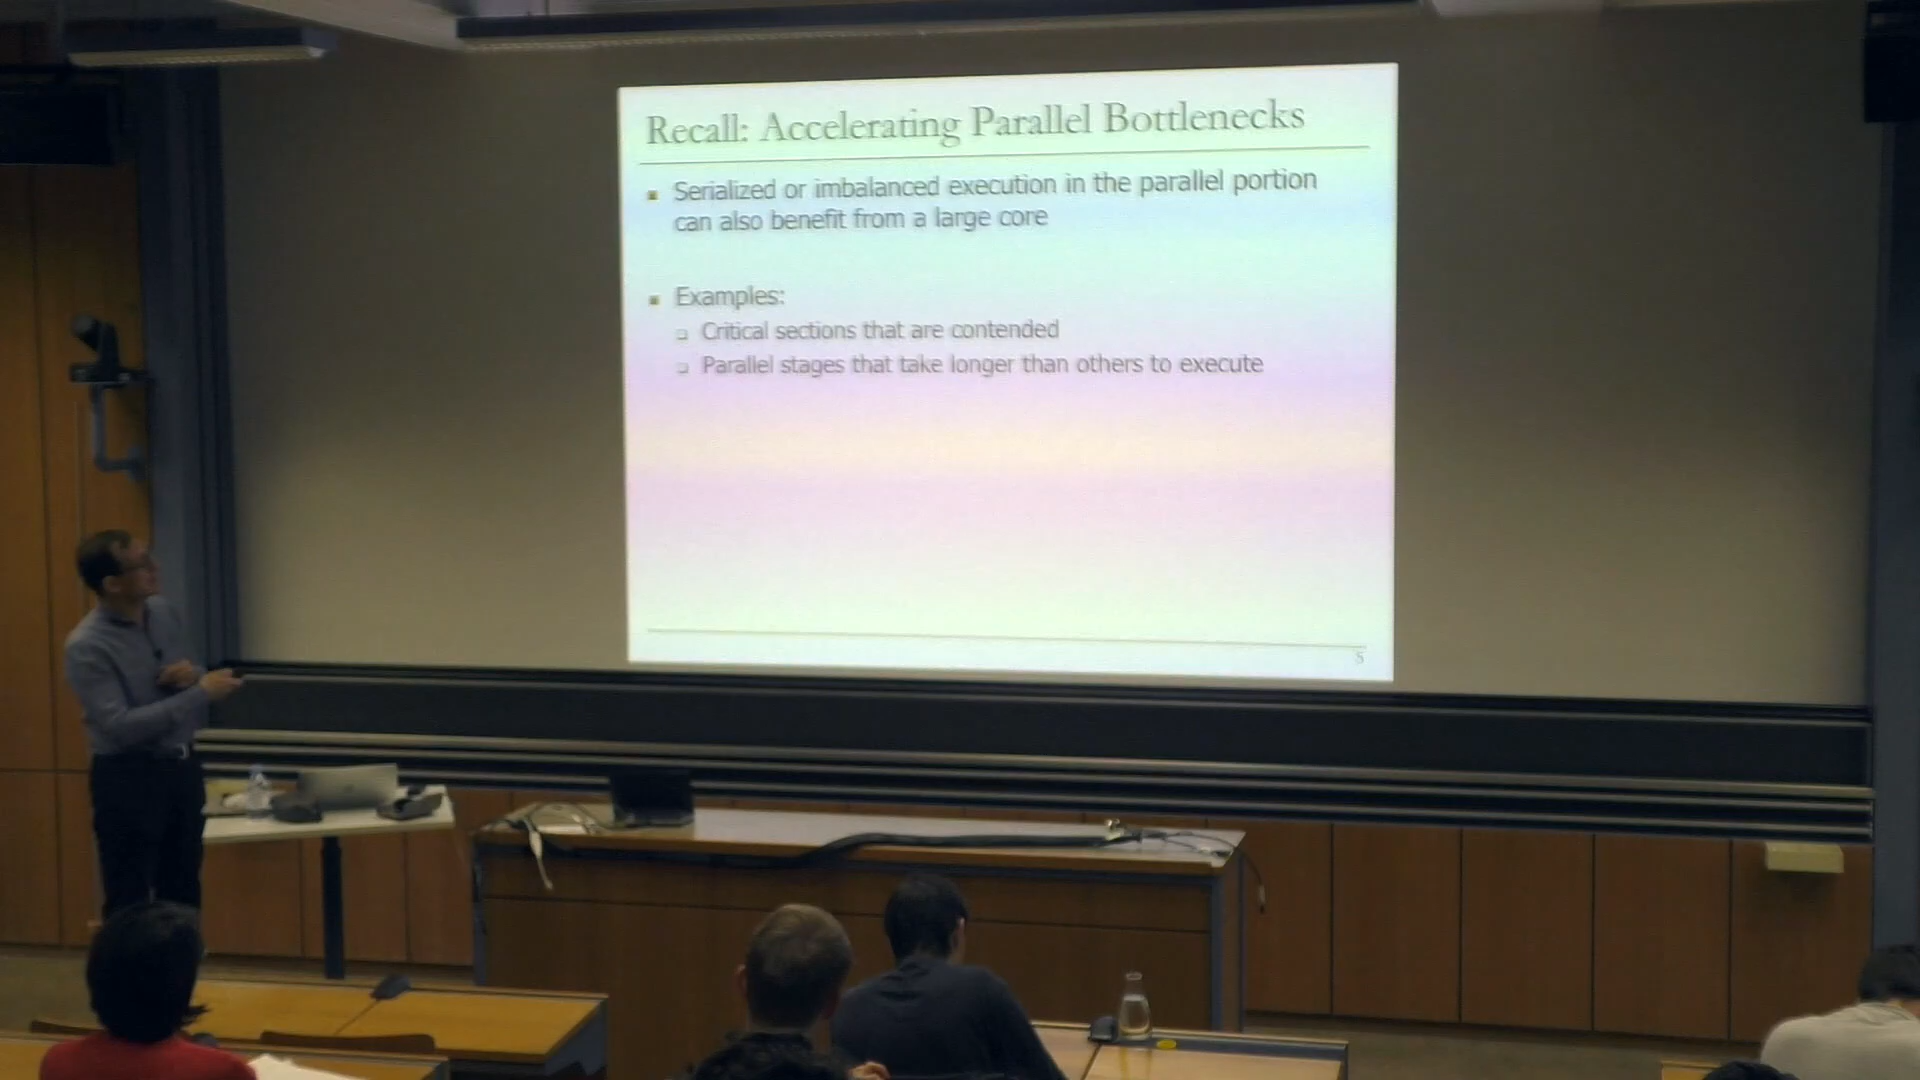 Recall: Accelerating Parallel Bottlenecks
Serialized or imbalanced execution in the parallel portion
can also benefit from a large core
Examples:
Critical sections that are contended
Parallel stages that take longer than others to execute
5